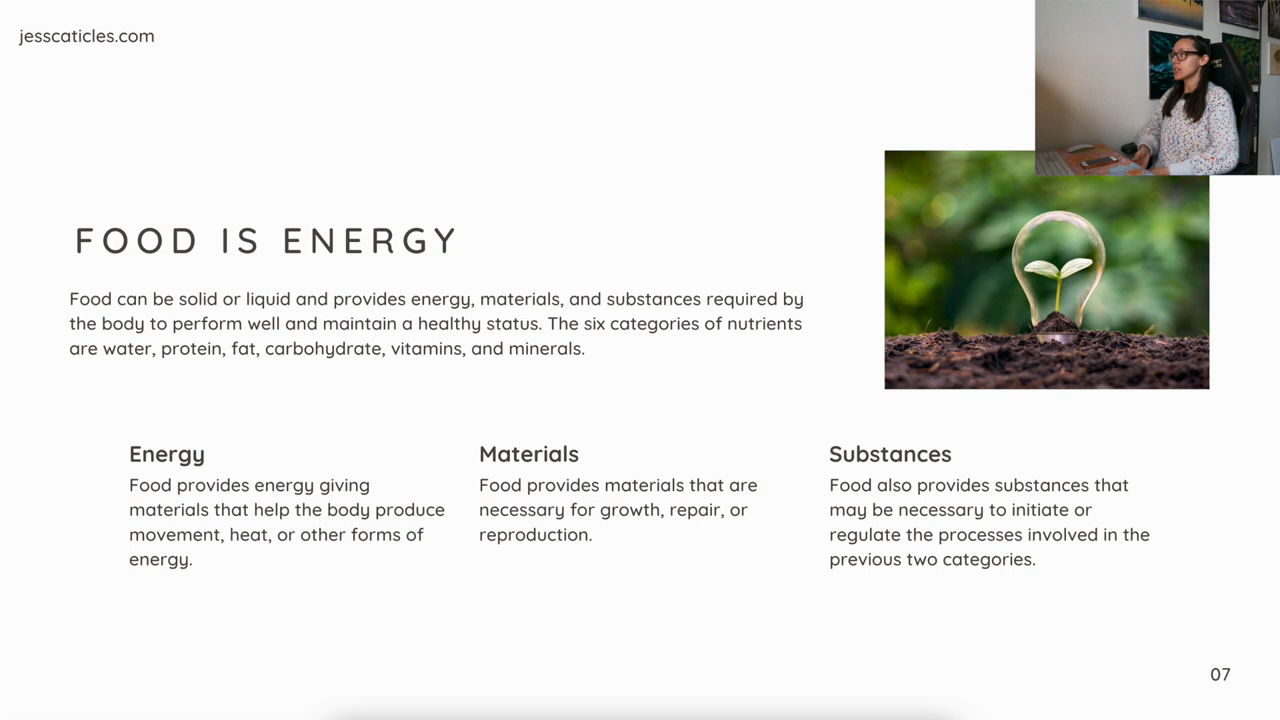 jesscaticles.com
FOOD IS ENERGY
Food can be solid or liquid and provides energy, materials, and substances required by
the body to perform well and maintain a healthy status. The six categories of nutrients
are water, protein, fat, carbohydrate, vitamins, and minerals.
Energy
Food provides energy giving
materials that help the body produce
movement, heat, or other forms of
energy.
Materials
Food provides materials that are
necessary for growth, repair, or
reproduction.
Substances
Food also provides substances that
may be necessary to initiate or
regulate the processes involved in the
previous two categories.
07